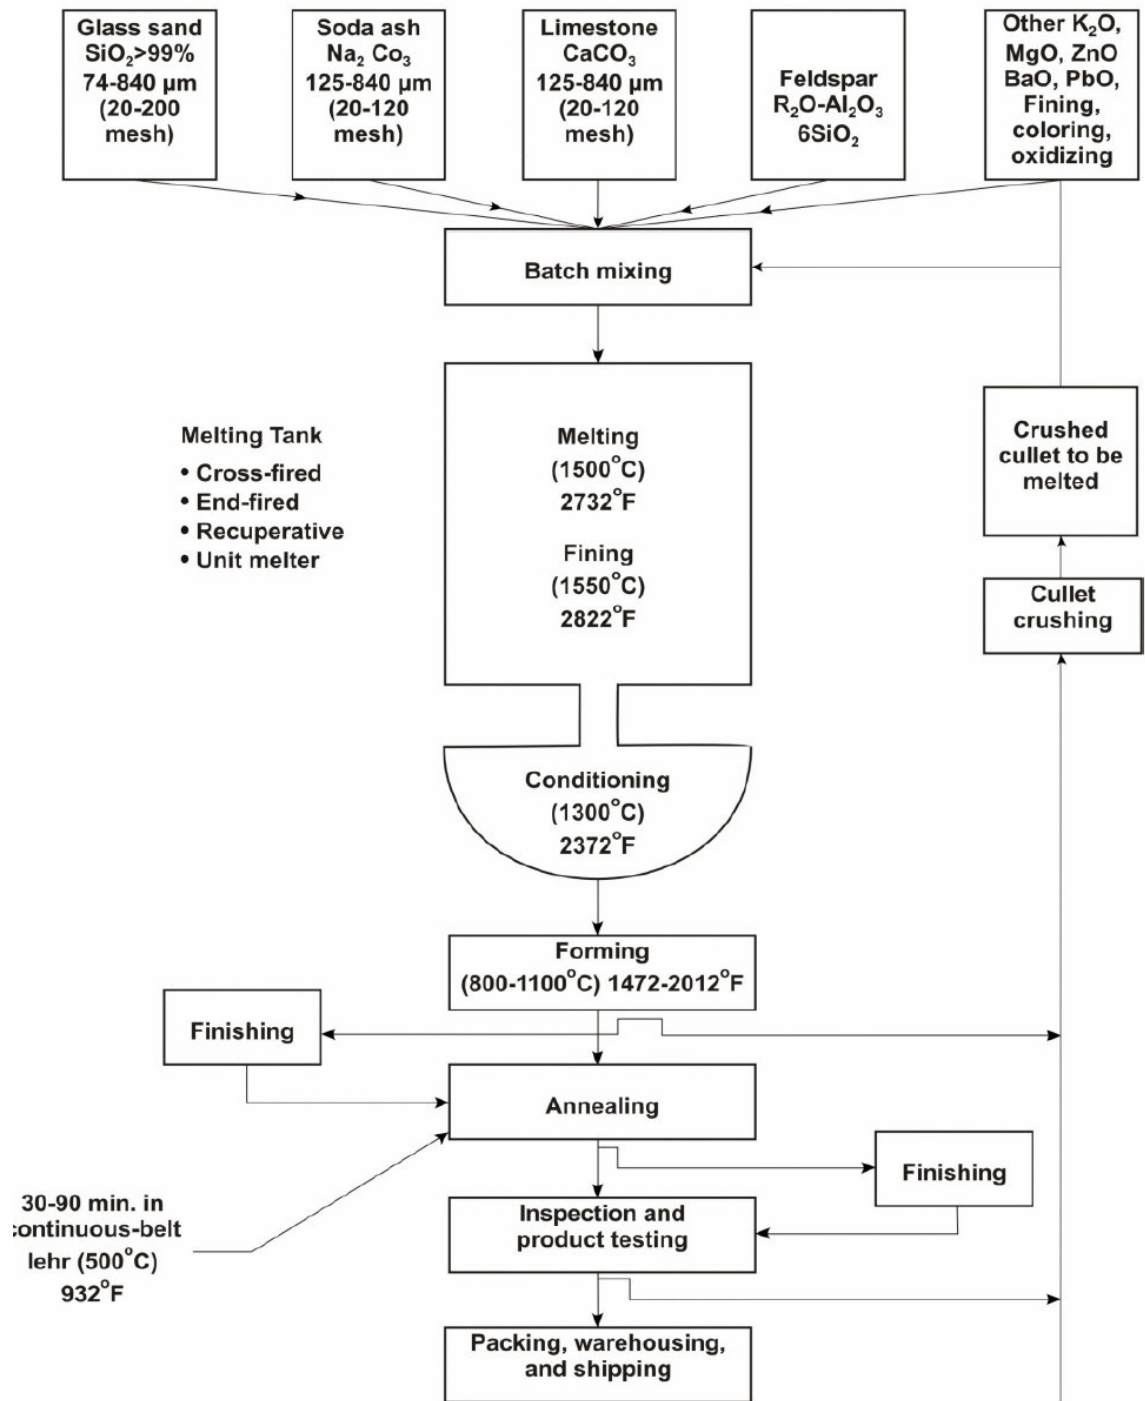 Glass sand
SiO₂>99%
74-840 µm
(20-200
mesh)
Soda ash
Na₂ Co₃
125-840 µm
(20-120
mesh)
Limestone
CaCO₃
125-840 µm
(20-120
mesh)
Feldspar
R₂O-Al₂O₃
6SiO₂
Other K₂O,
MgO, ZnO
BaO, PbO,
Fining,
coloring,
oxidizing
Batch mixing
Melting Tank
• Cross-fired
• End-fired
• Recuperative
• Unit melter
Melting
(1500°C)
2732°F
Fining
(1550°C)
2822°F
Crushed
cullet to be
melted
Cullet
crushing
Conditioning
(1300°C)
2372°F
Forming
(800-1100°C) 1472-2012°F
Finishing
Annealing
Finishing
30-90 min. in
continuous-belt
lehr (500°C)
932°F
Inspection and
product testing
Packing, warehousing,
and shipping